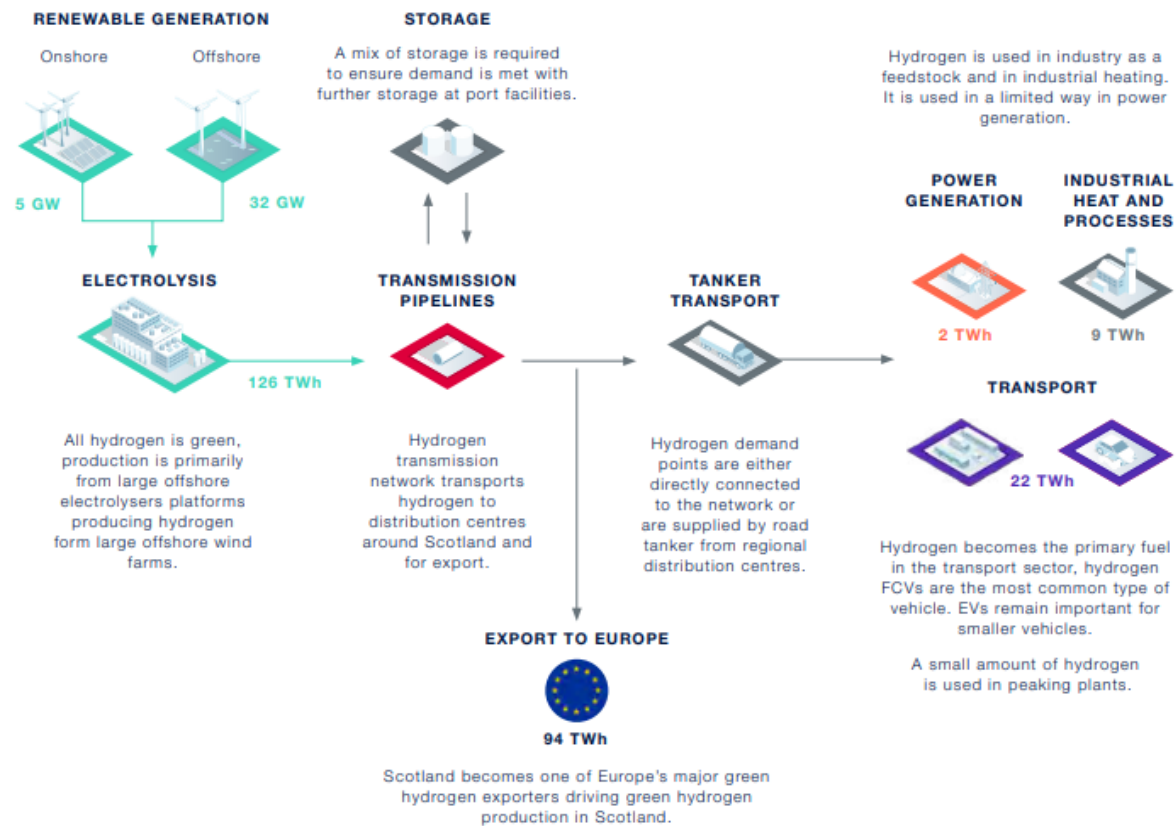 RENEWABLE GENERATION
Onshore
Offshore
5 GW
32 GW
STORAGE
A mix of storage is required
to ensure demand is met with
further storage at port facilities.
ELECTROLYSIS
126 TWh
All hydrogen is green,
production is primarily
from large offshore
electrolysers platforms
producing hydrogen
form large offshore wind
farms.
TRANSMISSION
PIPELINES
Hydrogen
transmission
network transports
hydrogen to
distribution centres
around Scotland and
for export.
TANKER
TRANSPORT
Hydrogen demand
points are either
directly connected
to the network or
are supplied by road
tanker from regional
distribution centres.
EXPORT TO EUROPE
94 TWh
Scotland becomes one of Europe's major green
hydrogen exporters driving green hydrogen
production in Scotland.
Hydrogen is used in industry as a
feedstock and in industrial heating.
It is used in a limited way in power
generation.
POWER
GENERATION
2 TWh
INDUSTRIAL
HEAT AND
PROCESSES
9 TWh
TRANSPORT
22 TWh
Hydrogen becomes the primary fuel
in the transport sector, hydrogen
FCVs are the most common type of
vehicle. EVs remain important for
smaller vehicles.
A small amount of hydrogen
is used in peaking plants.